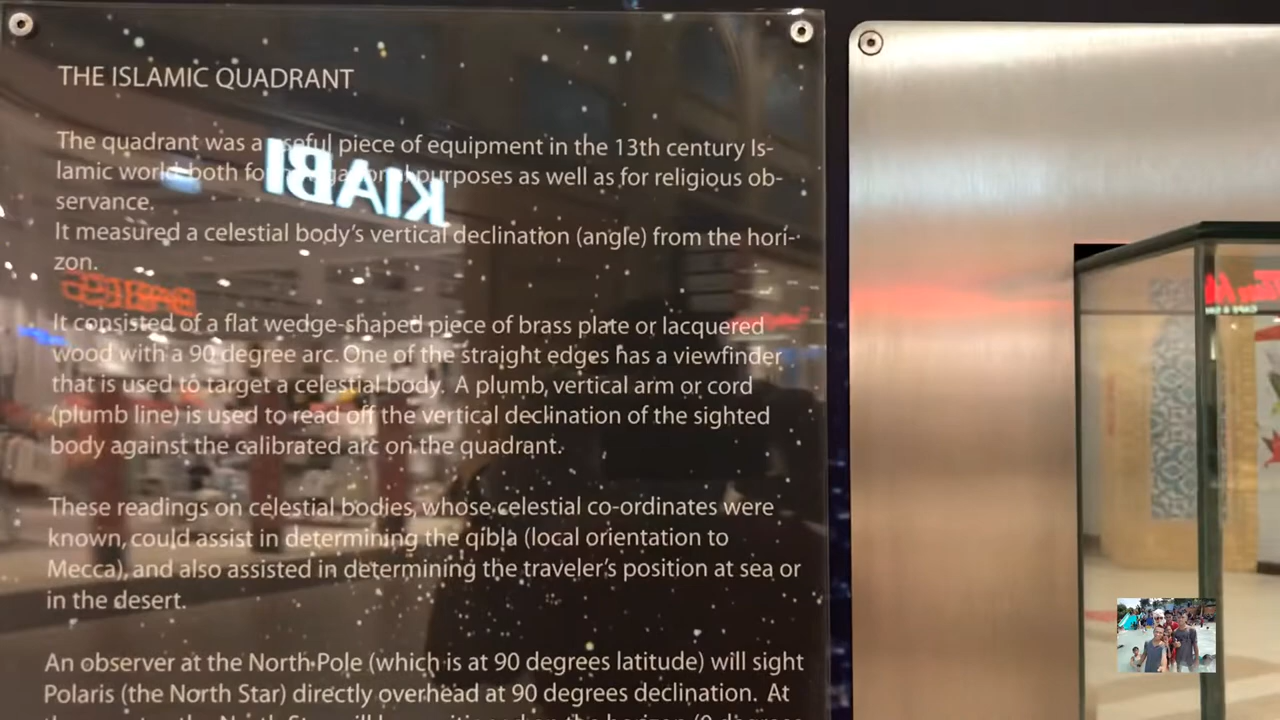 THE ISLAMIC QUADRANT
The quadrant was a useful piece of equipment in the 13th century Is-
lamic world both for navigational purposes as well as for religious ob-
servance.
It measured a celestial body's vertical declination (angle) from the hori-
zon.
It consisted of a flat wedge-shaped piece of brass plate or lacquered
wood with a 90 degree arc. One of the straight edges has a viewfinder
that is used to target a celestial body. A plumb, vertical arm or cord
(plumb line) is used to read off the vertical declination of the sighted
body against the calibrated arc on the quadrant.
These readings on celestial bodies, whose celestial co-ordinates were
known, could assist in determining the qibla (local orientation to
Mecca), and also assisted in determining the traveler's position at sea or
in the desert.
An observer at the North Pole (which is at 90 degrees latitude) will sight
Polaris (the North Star) directly overhead at 90 degrees declination. At
KIABI